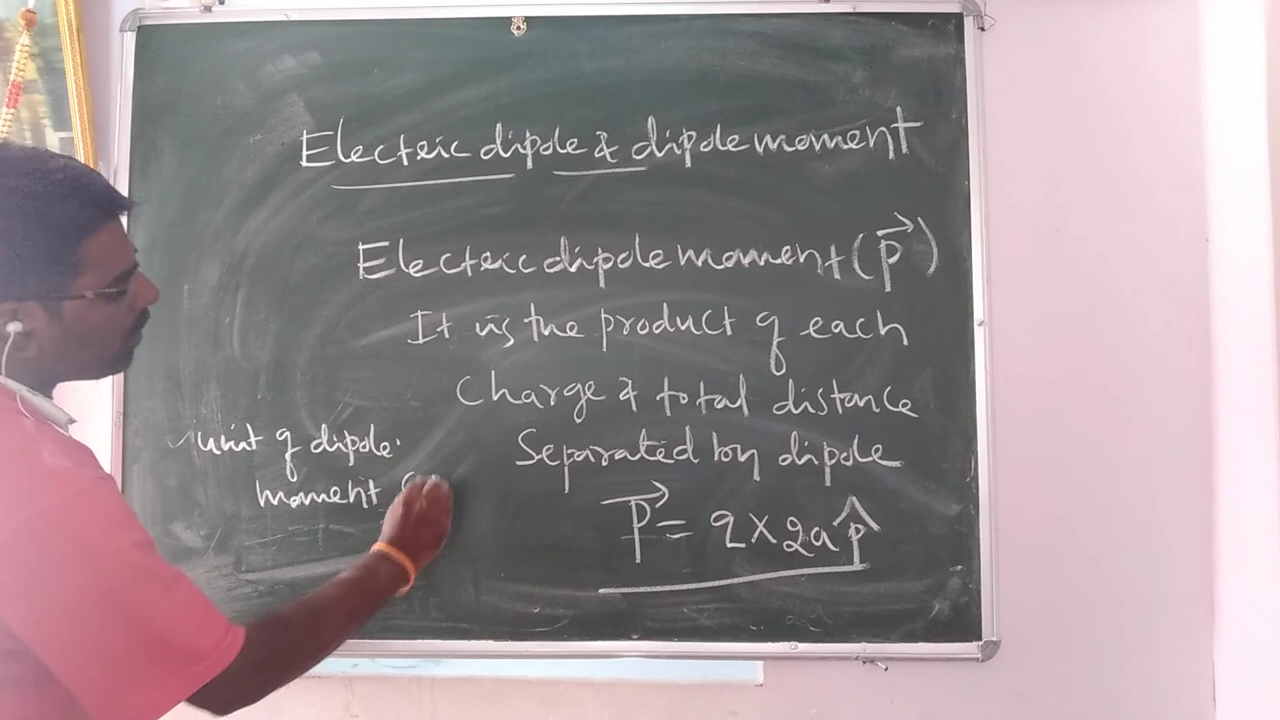 Electric dipole & dipole moment
Electric dipole moment (p⃗)
It is the product of each
charge & total distance
Separated by dipole
p⃗ = q × 2a p̂
unit of dipole
moment (